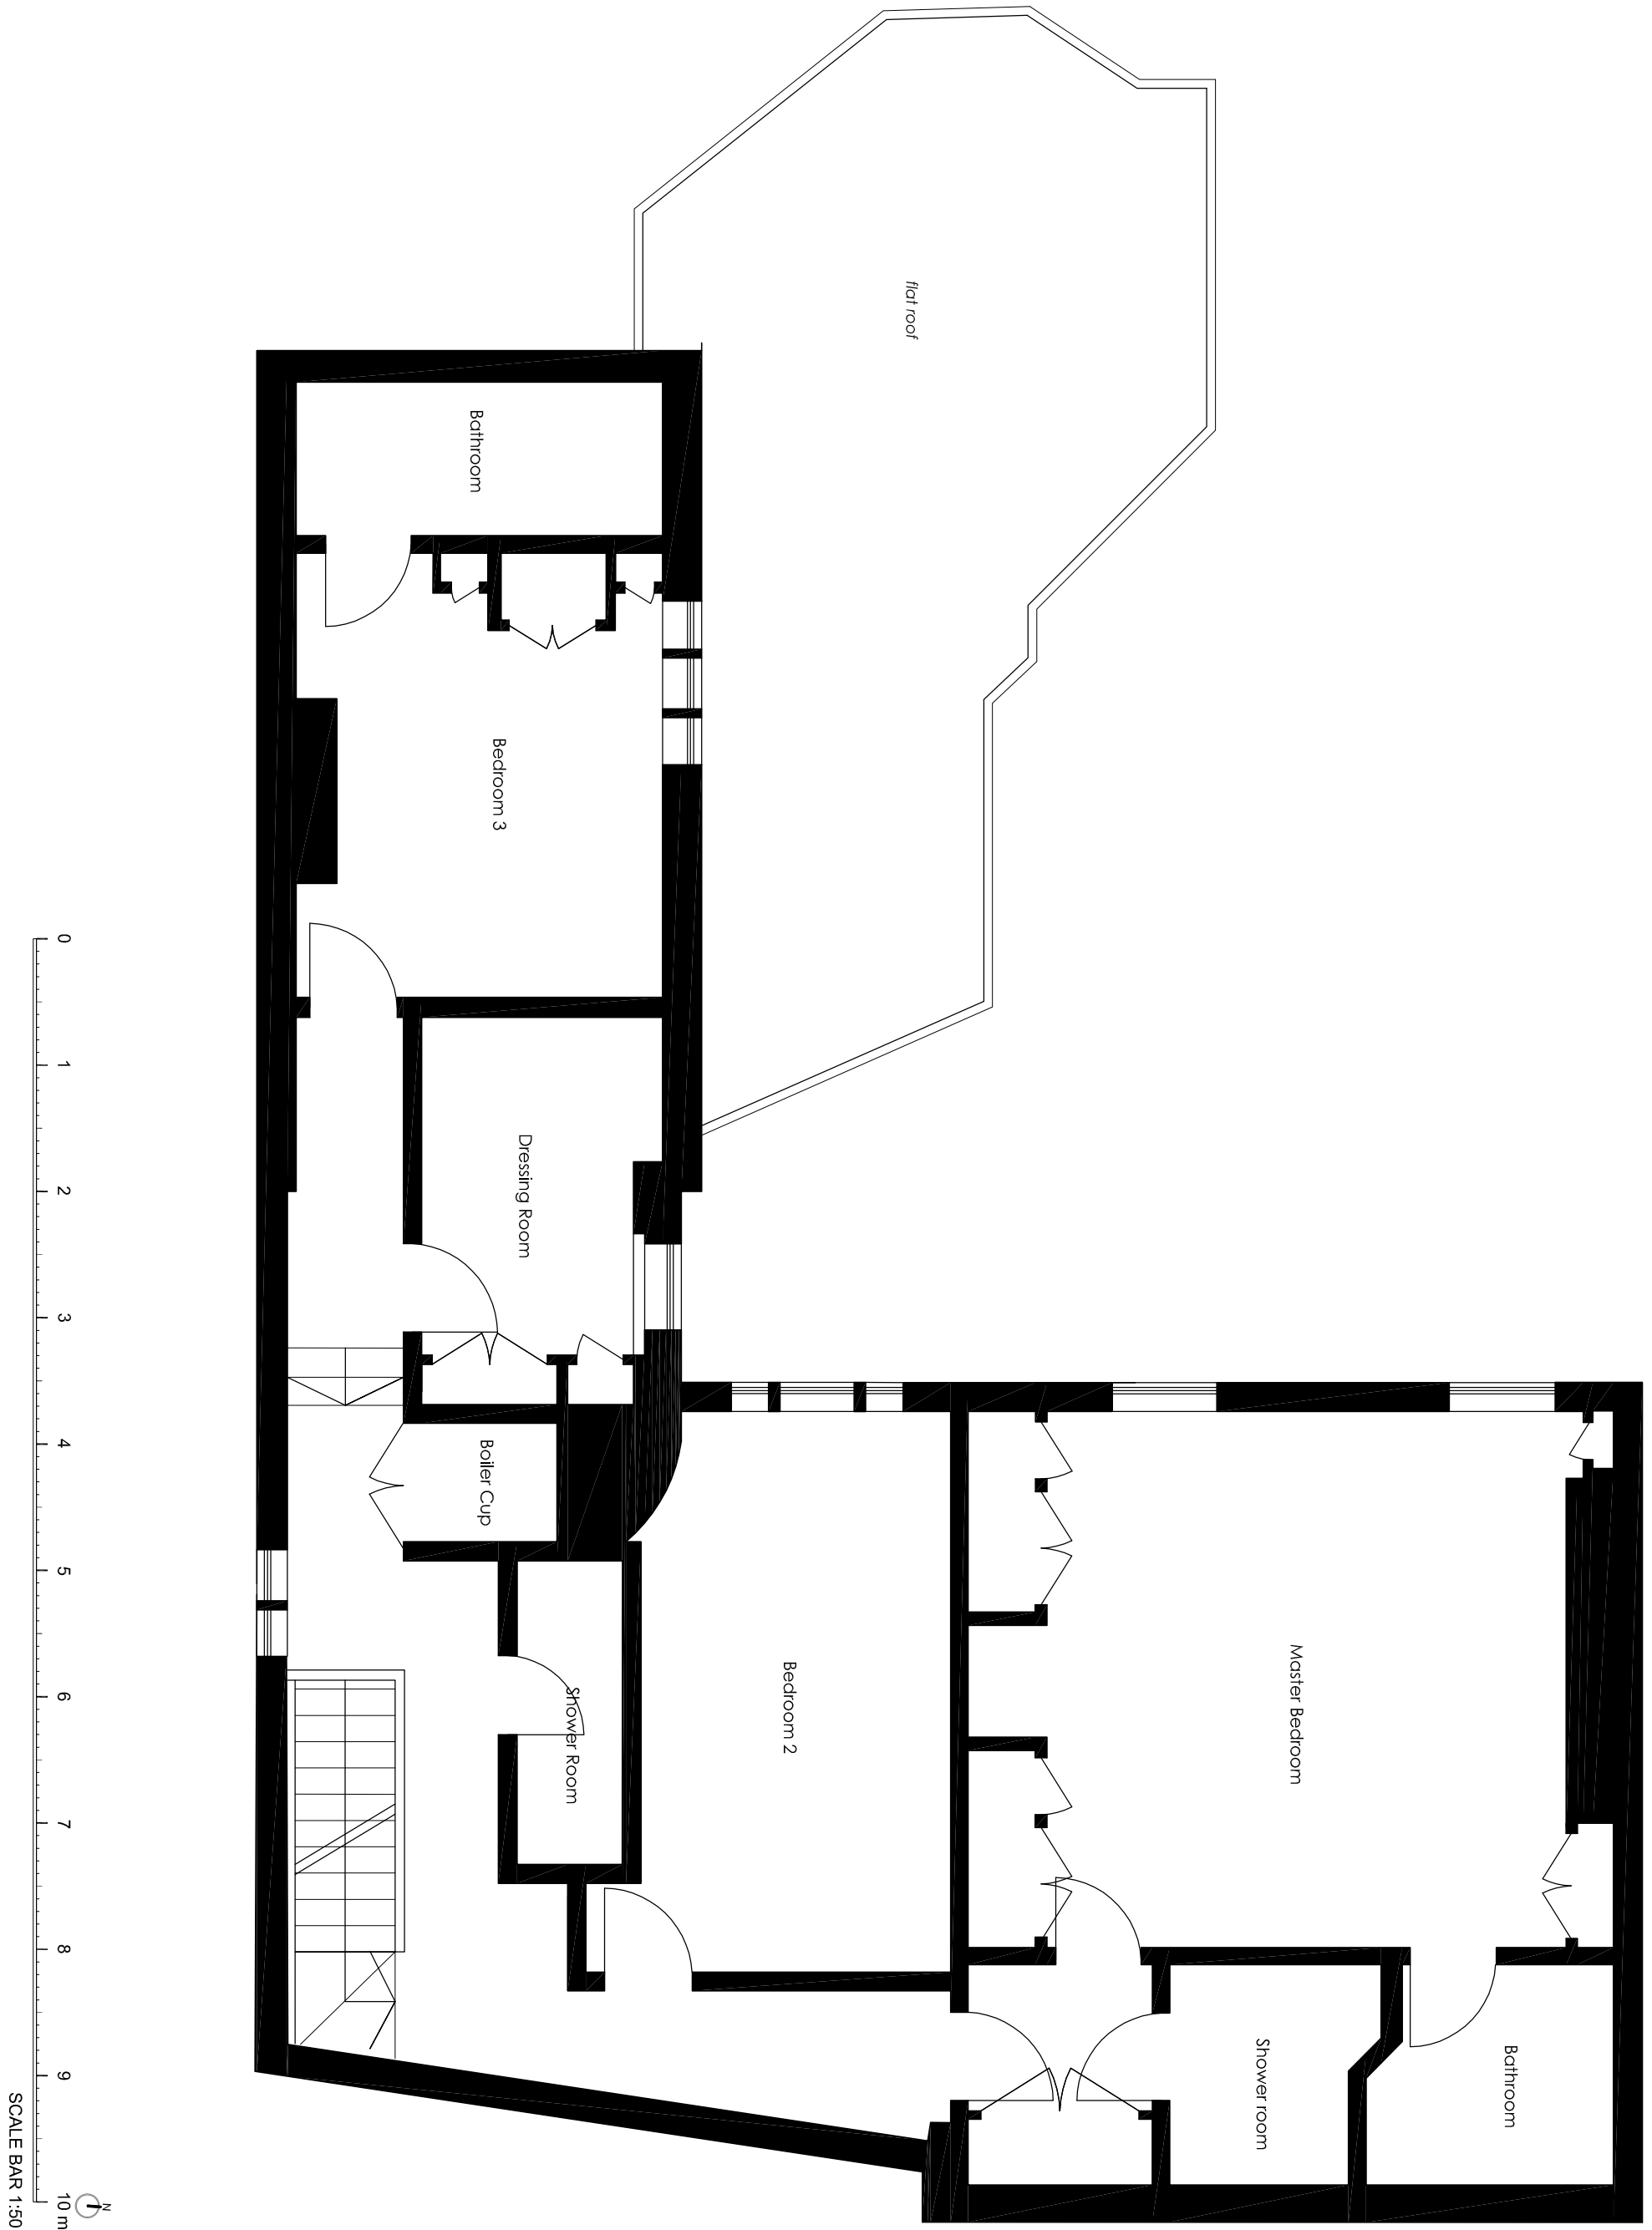 flat roof
Bathroom
Bedroom 3
Dressing Room
Boiler Cup
Shower Room
Bedroom 2
Master Bedroom
Shower room
Bathroom
0 1 2 3 4 5 6 7 8 9 10 m
N
SCALE BAR 1:50